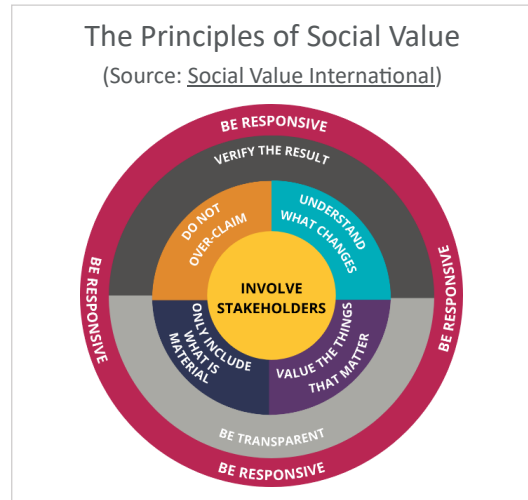 The Principles of Social Value
(Source: Social Value International)
BE RESPONSIVE
VERIFY THE RESULT
DO NOT
OVER-CLAIM
UNDERSTAND
WHAT CHANGES
BE RESPONSIVE
INVOLVE
STAKEHOLDERS
BE RESPONSIVE
ONLY INCLUDE
WHAT IS
MATERIAL
VALUE THE THINGS
THAT MATTER
BE TRANSPARENT
BE RESPONSIVE